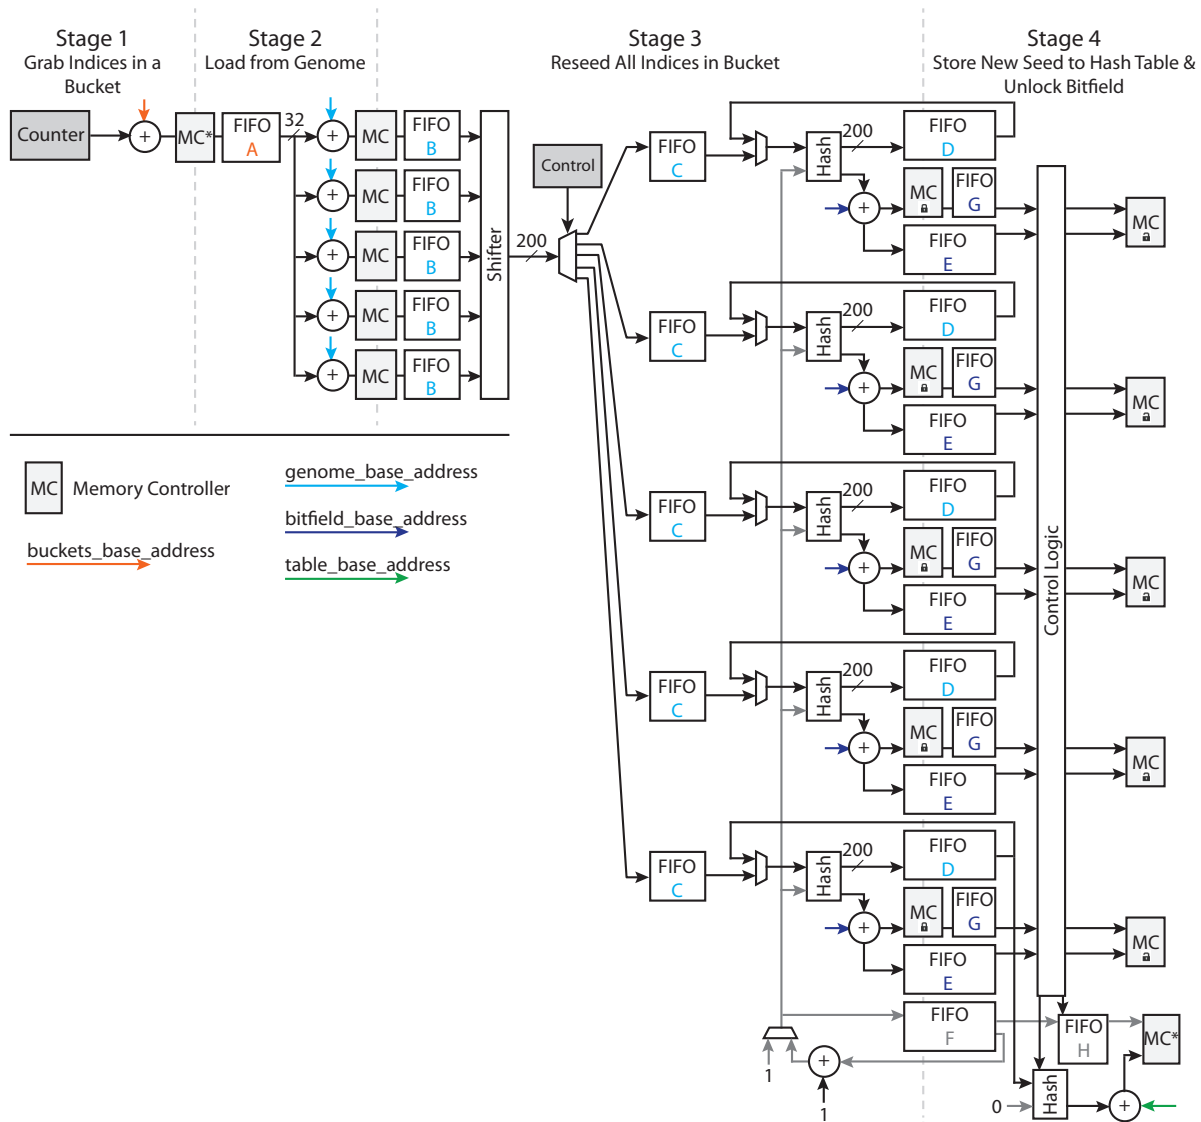 Stage 1
Grab Indices in a
Bucket
Stage 2
Load from Genome
Stage 3
Reseed All Indices in Bucket
Stage 4
Store New Seed to Hash Table &
Unlock Bitfield
Counter
+
MC*
FIFO
A
32
+
MC
FIFO
B
+
MC
FIFO
B
+
MC
FIFO
B
+
MC
FIFO
B
+
MC
FIFO
B
Shifter
200
Control
FIFO
C
Hash
200
FIFO
D
+
MC
FIFO
G
FIFO
E
MC
FIFO
C
Hash
200
FIFO
D
+
MC
FIFO
G
FIFO
E
MC
FIFO
C
Hash
200
FIFO
D
+
MC
FIFO
G
FIFO
E
MC
FIFO
C
Hash
200
FIFO
D
+
MC
FIFO
G
FIFO
E
MC
FIFO
C
Hash
200
FIFO
D
+
MC
FIFO
G
FIFO
E
MC
Control Logic
FIFO
F
1
+
1
FIFO
H
MC*
0
Hash
+
MC
Memory Controller
buckets_base_address
genome_base_address
bitfield_base_address
table_base_address